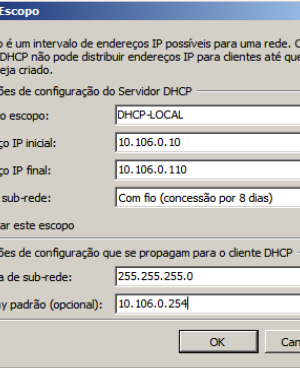 Escopo
o é um intervalo de endereços IP possíveis para uma rede. O
DHCP não pode distribuir endereços IP para clientes até que
eja criado.
ões de configuração do Servidor DHCP
o escopo: DHCP-LOCAL
ço IP inicial: 10.106.0.10
ço IP final: 10.106.0.110
sub-rede: Com fio (concessão por 8 dias)
ar este escopo
ões de configuração que se propagam para o cliente DHCP
a de sub-rede: 255.255.255.0
ay padrão (opcional): 10.106.0.254
OK Can